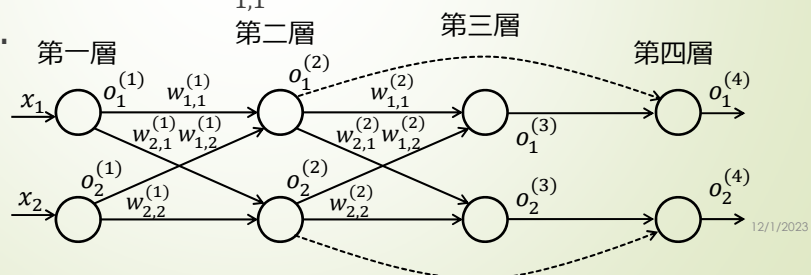 1,1
第一層 第二層 第三層 第四層
x₁ o₁⁽¹⁾ w₁,₁⁽¹⁾ o₁⁽²⁾ w₁,₁⁽²⁾ o₁⁽³⁾ o₁⁽⁴⁾
w₂,₁⁽¹⁾ w₁,₂⁽¹⁾ w₂,₁⁽²⁾ w₁,₂⁽²⁾
x₂ o₂⁽¹⁾ w₂,₂⁽¹⁾ o₂⁽²⁾ w₂,₂⁽²⁾ o₂⁽³⁾ o₂⁽⁴⁾
12/1/2023